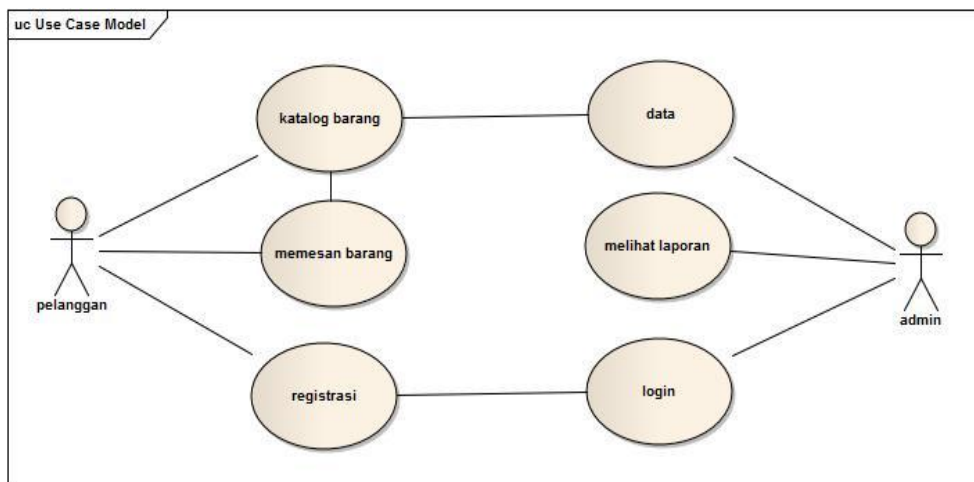 uc Use Case Model
katalog barang
data
memesan barang
melihat laporan
pelanggan
admin
registrasi
login